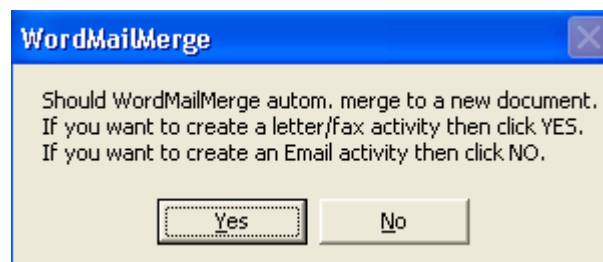 WordMailMerge
Should WordMailMerge autom. merge to a new document.
If you want to create a letter/fax activity then click YES.
If you want to create an Email activity then click NO.
Yes No